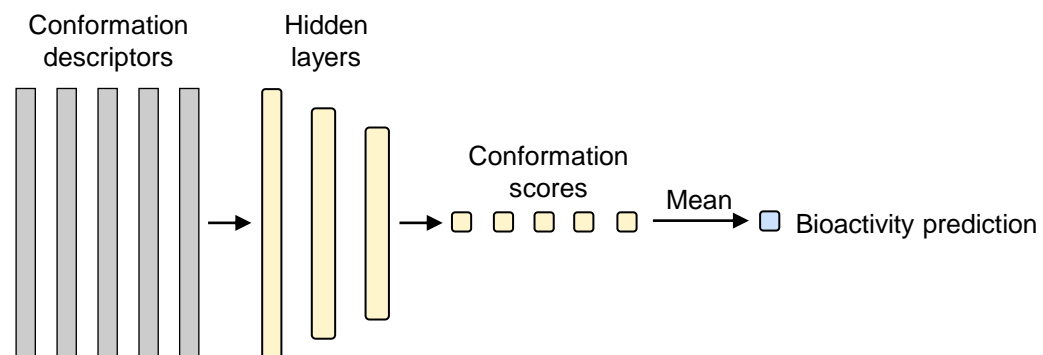 Conformation
descriptors
Hidden
layers
Conformation
scores
Mean
Bioactivity prediction